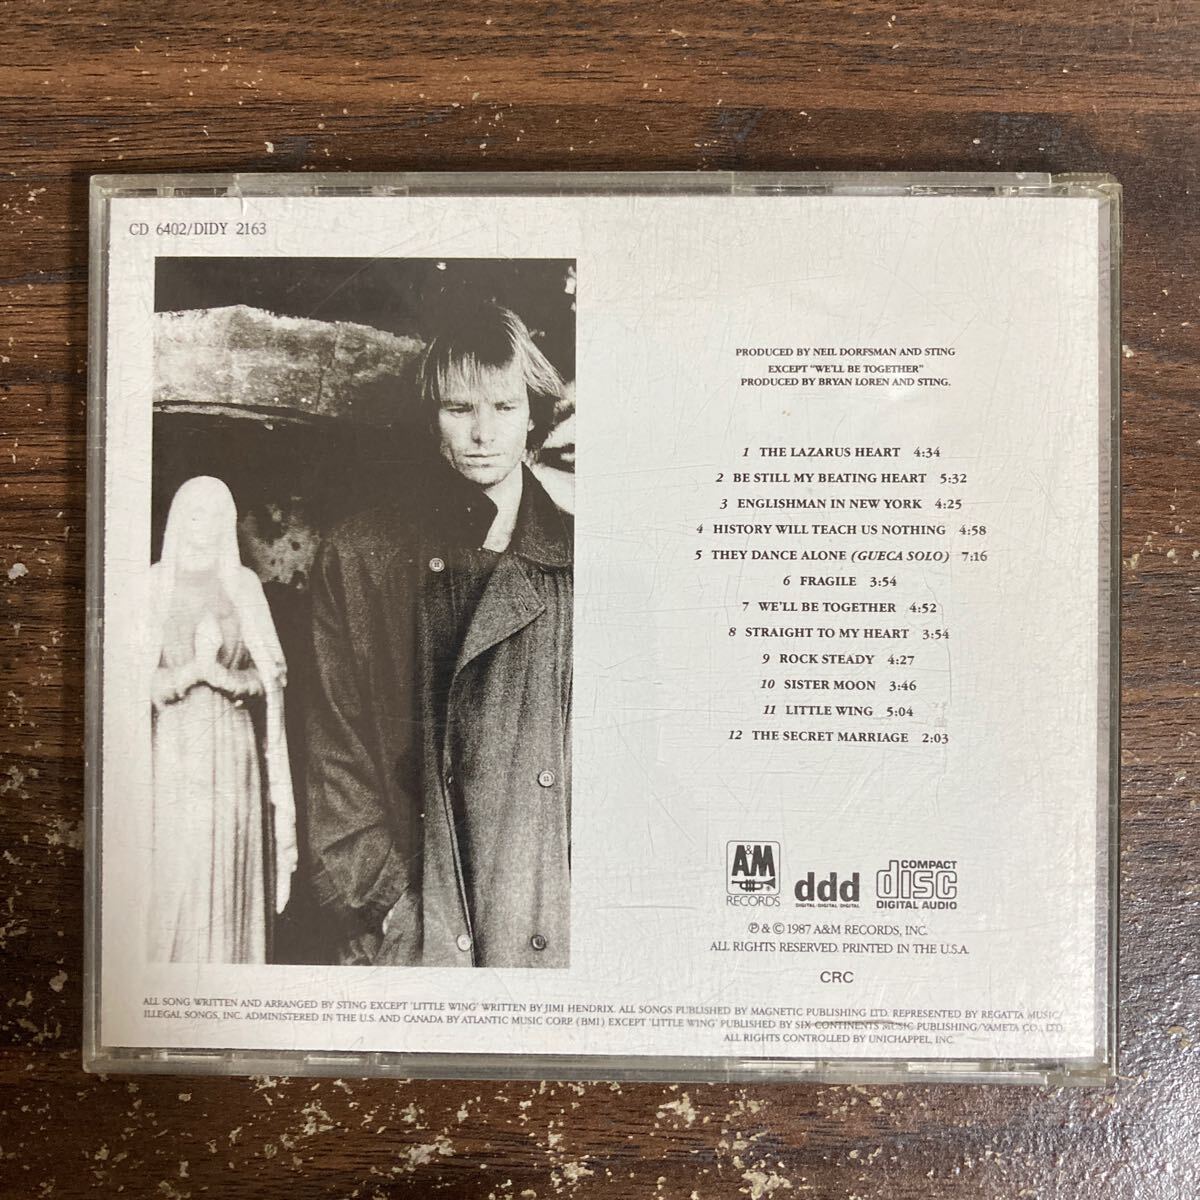 CD 6402/DIDY 2163
PRODUCED BY NEIL DORFSMAN AND STING
EXCEPT "WE'LL BE TOGETHER"
PRODUCED BY BRYAN LOREN AND STING.
1 THE LAZARUS HEART 4:34
2 BE STILL MY BEATING HEART 5:32
3 ENGLISHMAN IN NEW YORK 4:25
4 HISTORY WILL TEACH US NOTHING 4:58
5 THEY DANCE ALONE (GUECA SOLO) 7:16
6 FRAGILE 3:54
7 WE'LL BE TOGETHER 4:52
8 STRAIGHT TO MY HEART 3:54
9 ROCK STEADY 4:27
10 SISTER MOON 3:46
11 LITTLE WING 5:04
12 THE SECRET MARRIAGE 2:03
A&M
RECORDS
ddd
DIGITAL·DIGITAL·DIGITAL
COMPACT
disc
DIGITAL AUDIO
℗ & © 1987 A&M RECORDS, INC.
ALL RIGHTS RESERVED. PRINTED IN THE U.S.A.
CRC
ALL SONG WRITTEN AND ARRANGED BY STING EXCEPT 'LITTLE WING' WRITTEN BY JIMI HENDRIX. ALL SONGS PUBLISHED BY MAGNETIC PUBLISHING LTD. REPRESENTED BY REGATTA MUSIC/
ILLEGAL SONGS, INC. ADMINISTERED IN THE U.S. AND CANADA BY ATLANTIC MUSIC CORP. (BMI) EXCEPT 'LITTLE WING' PUBLISHED BY SIX CONTINENTS MUSIC PUBLISHING/YAMETA CO., LTD.
ALL RIGHTS CONTROLLED BY UNICHAPPEL, INC.